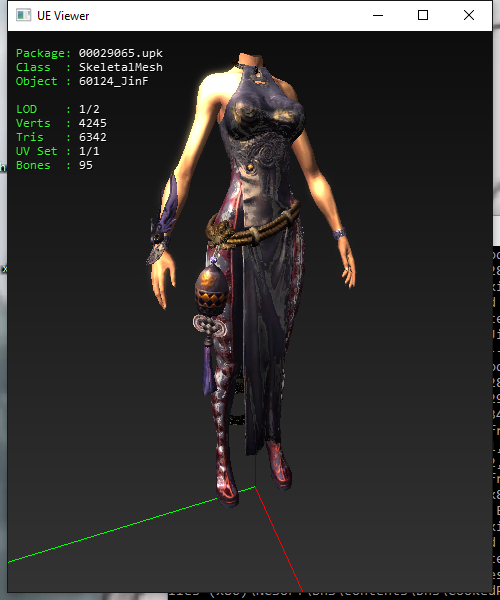 UE Viewer
Package: 00029065.upk
Class : SkeletalMesh
Object : 60124_JinF
LOD : 1/2
Verts : 4245
Tris : 6342
UV Set : 1/1
Bones : 95